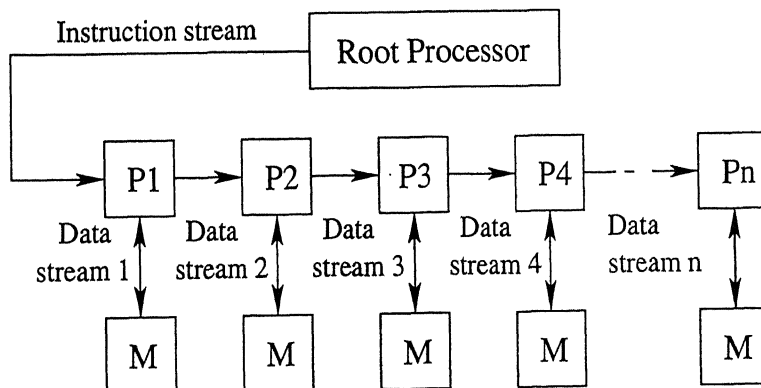 Instruction stream
Root Processor
P1
P2
P3
P4
Pn
Data
stream 1
Data
stream 2
Data
stream 3
Data
stream 4
Data
stream n
M
M
M
M
M